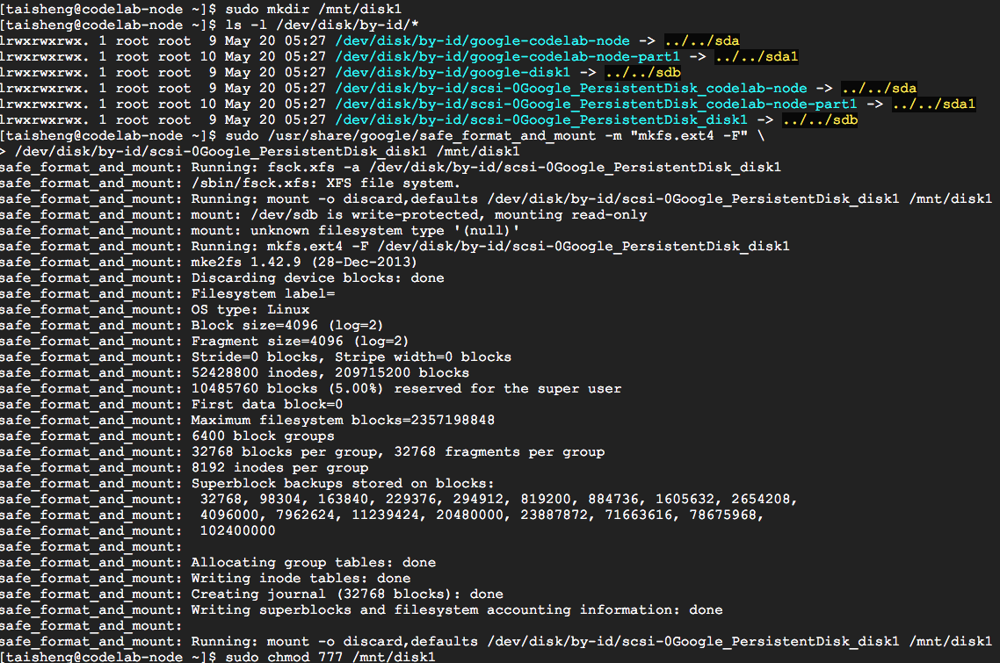 [taisheng@codelab-node ~]$ sudo mkdir /mnt/disk1
[taisheng@codelab-node ~]$ ls -l /dev/disk/by-id/*
lrwxrwxrwx. 1 root root  9 May 20 05:27 /dev/disk/by-id/google-codelab-node -> ../../sda
lrwxrwxrwx. 1 root root 10 May 20 05:27 /dev/disk/by-id/google-codelab-node-part1 -> ../../sda1
lrwxrwxrwx. 1 root root  9 May 20 05:27 /dev/disk/by-id/google-disk1 -> ../../sdb
lrwxrwxrwx. 1 root root  9 May 20 05:27 /dev/disk/by-id/scsi-0Google_PersistentDisk_codelab-node -> ../../sda
lrwxrwxrwx. 1 root root 10 May 20 05:27 /dev/disk/by-id/scsi-0Google_PersistentDisk_codelab-node-part1 -> ../../sda1
lrwxrwxrwx. 1 root root  9 May 20 05:27 /dev/disk/by-id/scsi-0Google_PersistentDisk_disk1 -> ../../sdb
[taisheng@codelab-node ~]$ sudo /usr/share/google/safe_format_and_mount -m "mkfs.ext4 -F" \
> /dev/disk/by-id/scsi-0Google_PersistentDisk_disk1 /mnt/disk1
safe_format_and_mount: Running: fsck.xfs -a /dev/disk/by-id/scsi-0Google_PersistentDisk_disk1
safe_format_and_mount: /sbin/fsck.xfs: XFS file system.
safe_format_and_mount: Running: mount -o discard,defaults /dev/disk/by-id/scsi-0Google_PersistentDisk_disk1 /mnt/disk1
safe_format_and_mount: mount: /dev/sdb is write-protected, mounting read-only
safe_format_and_mount: mount: unknown filesystem type '(null)'
safe_format_and_mount: Running: mkfs.ext4 -F /dev/disk/by-id/scsi-0Google_PersistentDisk_disk1
safe_format_and_mount: mke2fs 1.42.9 (28-Dec-2013)
safe_format_and_mount: Discarding device blocks: done
safe_format_and_mount: Filesystem label=
safe_format_and_mount: OS type: Linux
safe_format_and_mount: Block size=4096 (log=2)
safe_format_and_mount: Fragment size=4096 (log=2)
safe_format_and_mount: Stride=0 blocks, Stripe width=0 blocks
safe_format_and_mount: 52428800 inodes, 209715200 blocks
safe_format_and_mount: 10485760 blocks (5.00%) reserved for the super user
safe_format_and_mount: First data block=0
safe_format_and_mount: Maximum filesystem blocks=2357198848
safe_format_and_mount: 6400 block groups
safe_format_and_mount: 32768 blocks per group, 32768 fragments per group
safe_format_and_mount: 8192 inodes per group
safe_format_and_mount: Superblock backups stored on blocks:
safe_format_and_mount:  32768, 98304, 163840, 229376, 294912, 819200, 884736, 1605632, 2654208,
safe_format_and_mount:  4096000, 7962624, 11239424, 20480000, 23887872, 71663616, 78675968,
safe_format_and_mount:  102400000
safe_format_and_mount:
safe_format_and_mount: Allocating group tables: done
safe_format_and_mount: Writing inode tables: done
safe_format_and_mount: Creating journal (32768 blocks): done
safe_format_and_mount: Writing superblocks and filesystem accounting information: done
safe_format_and_mount:
safe_format_and_mount: Running: mount -o discard,defaults /dev/disk/by-id/scsi-0Google_PersistentDisk_disk1 /mnt/disk1
[taisheng@codelab-node ~]$ sudo chmod 777 /mnt/disk1